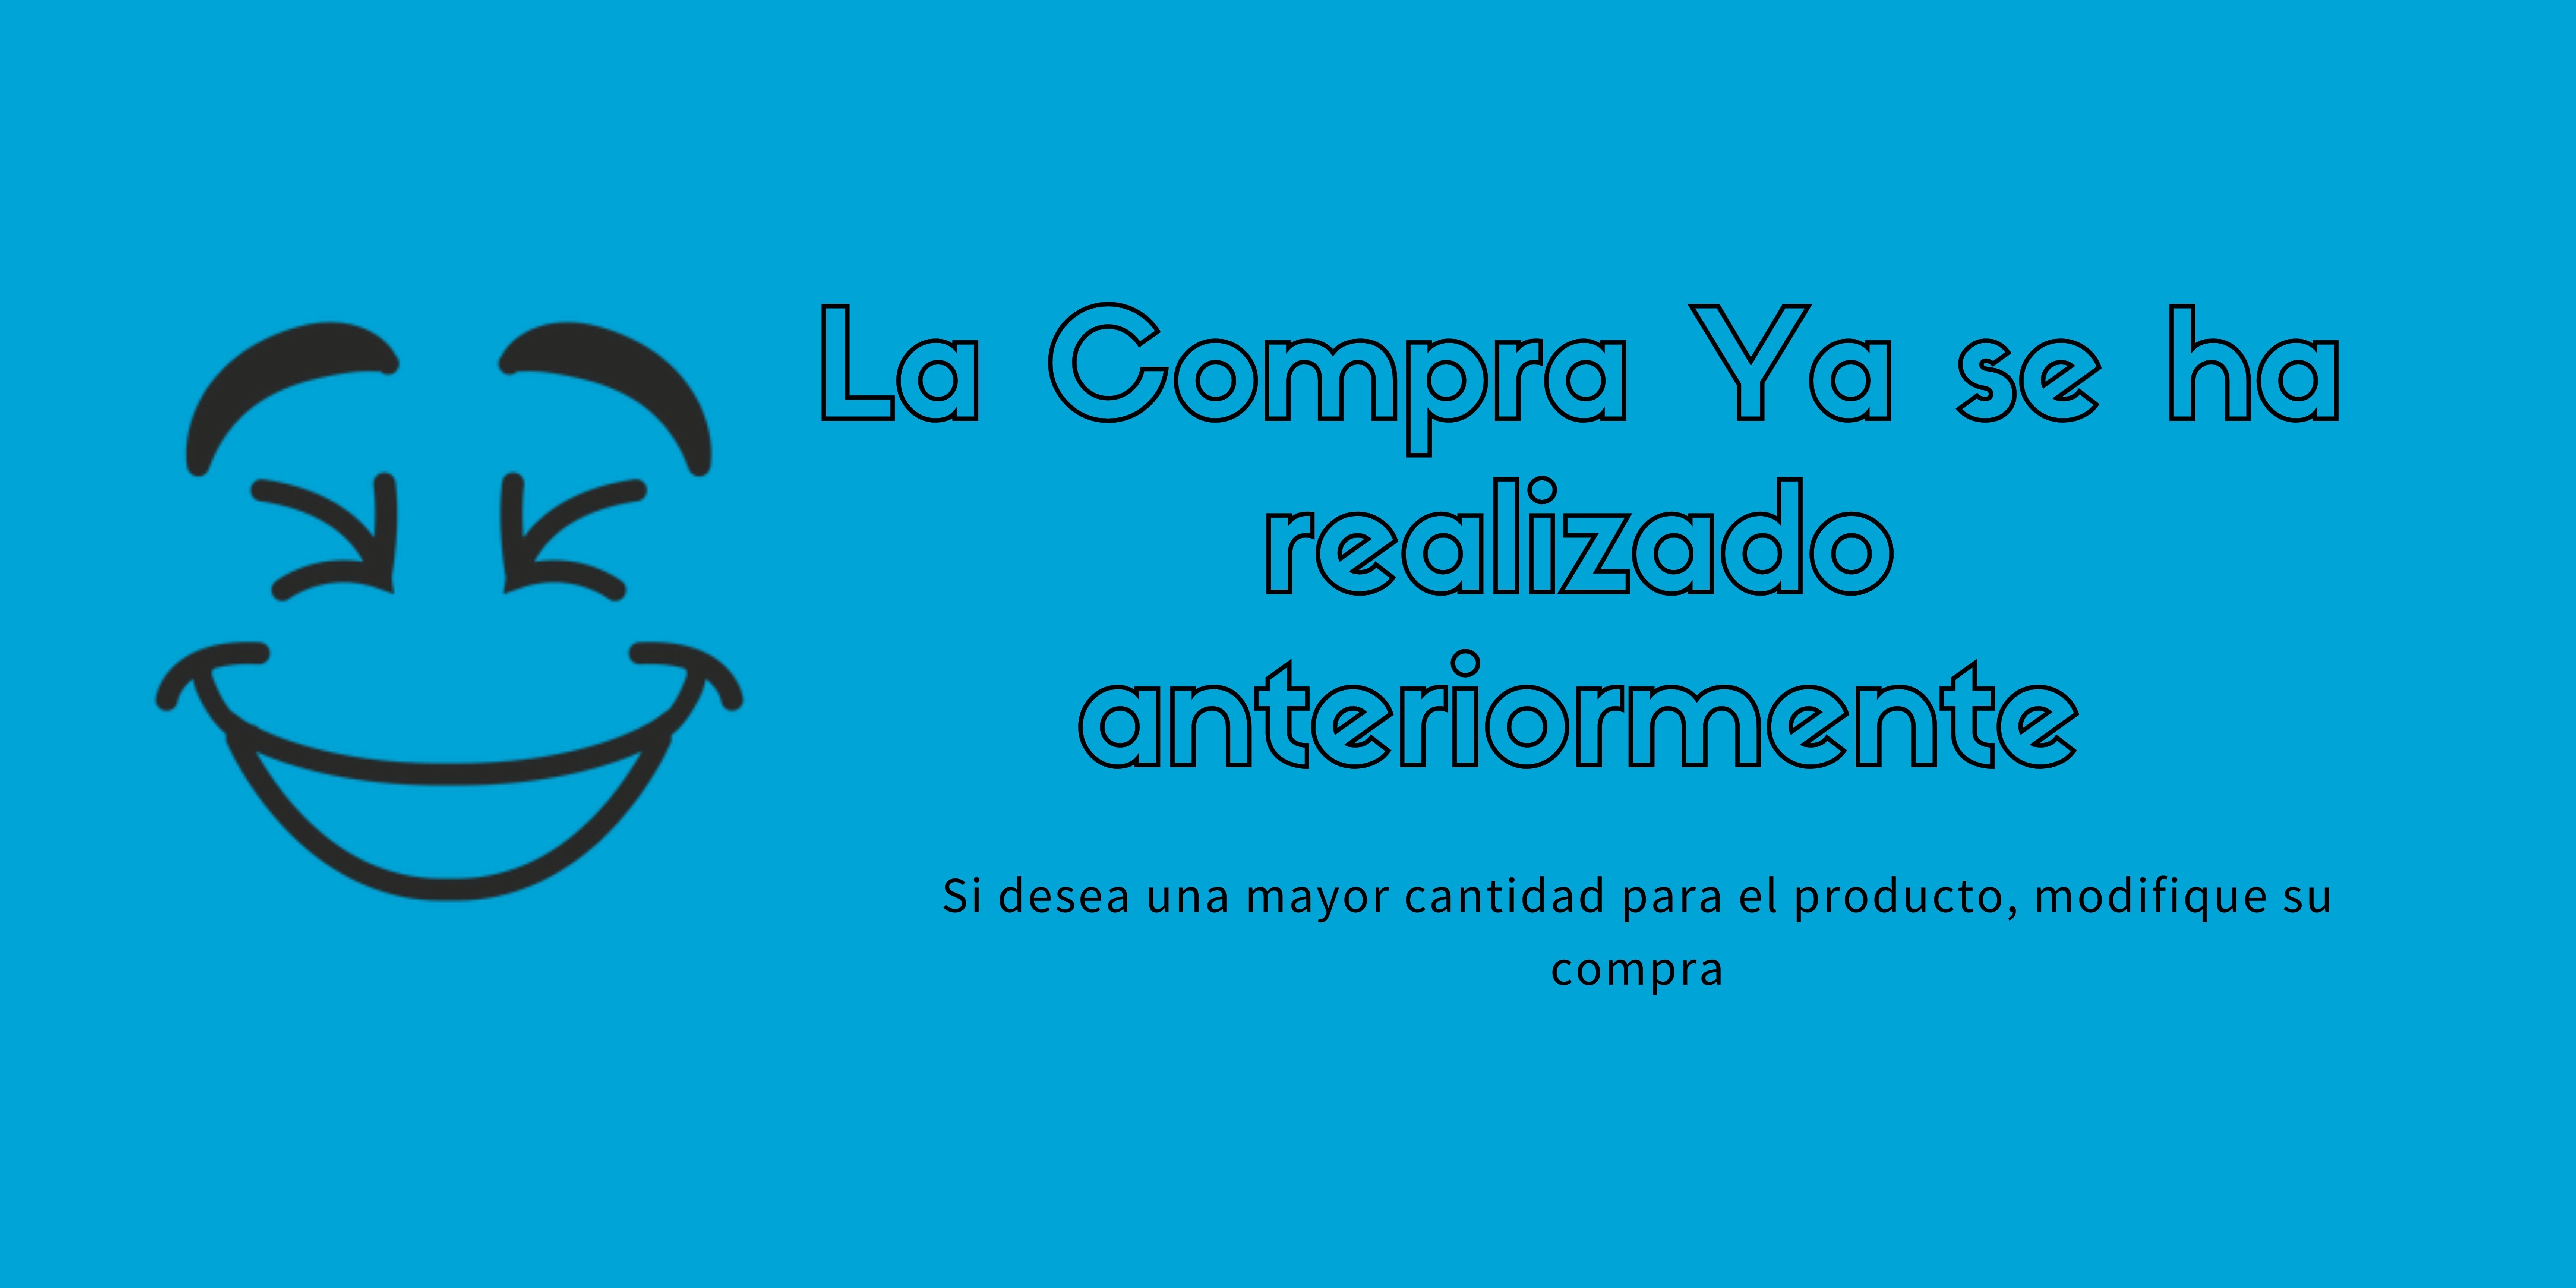 La Compra Ya se ha
realizado
anteriormente
Si desea una mayor cantidad para el producto, modifique su
compra